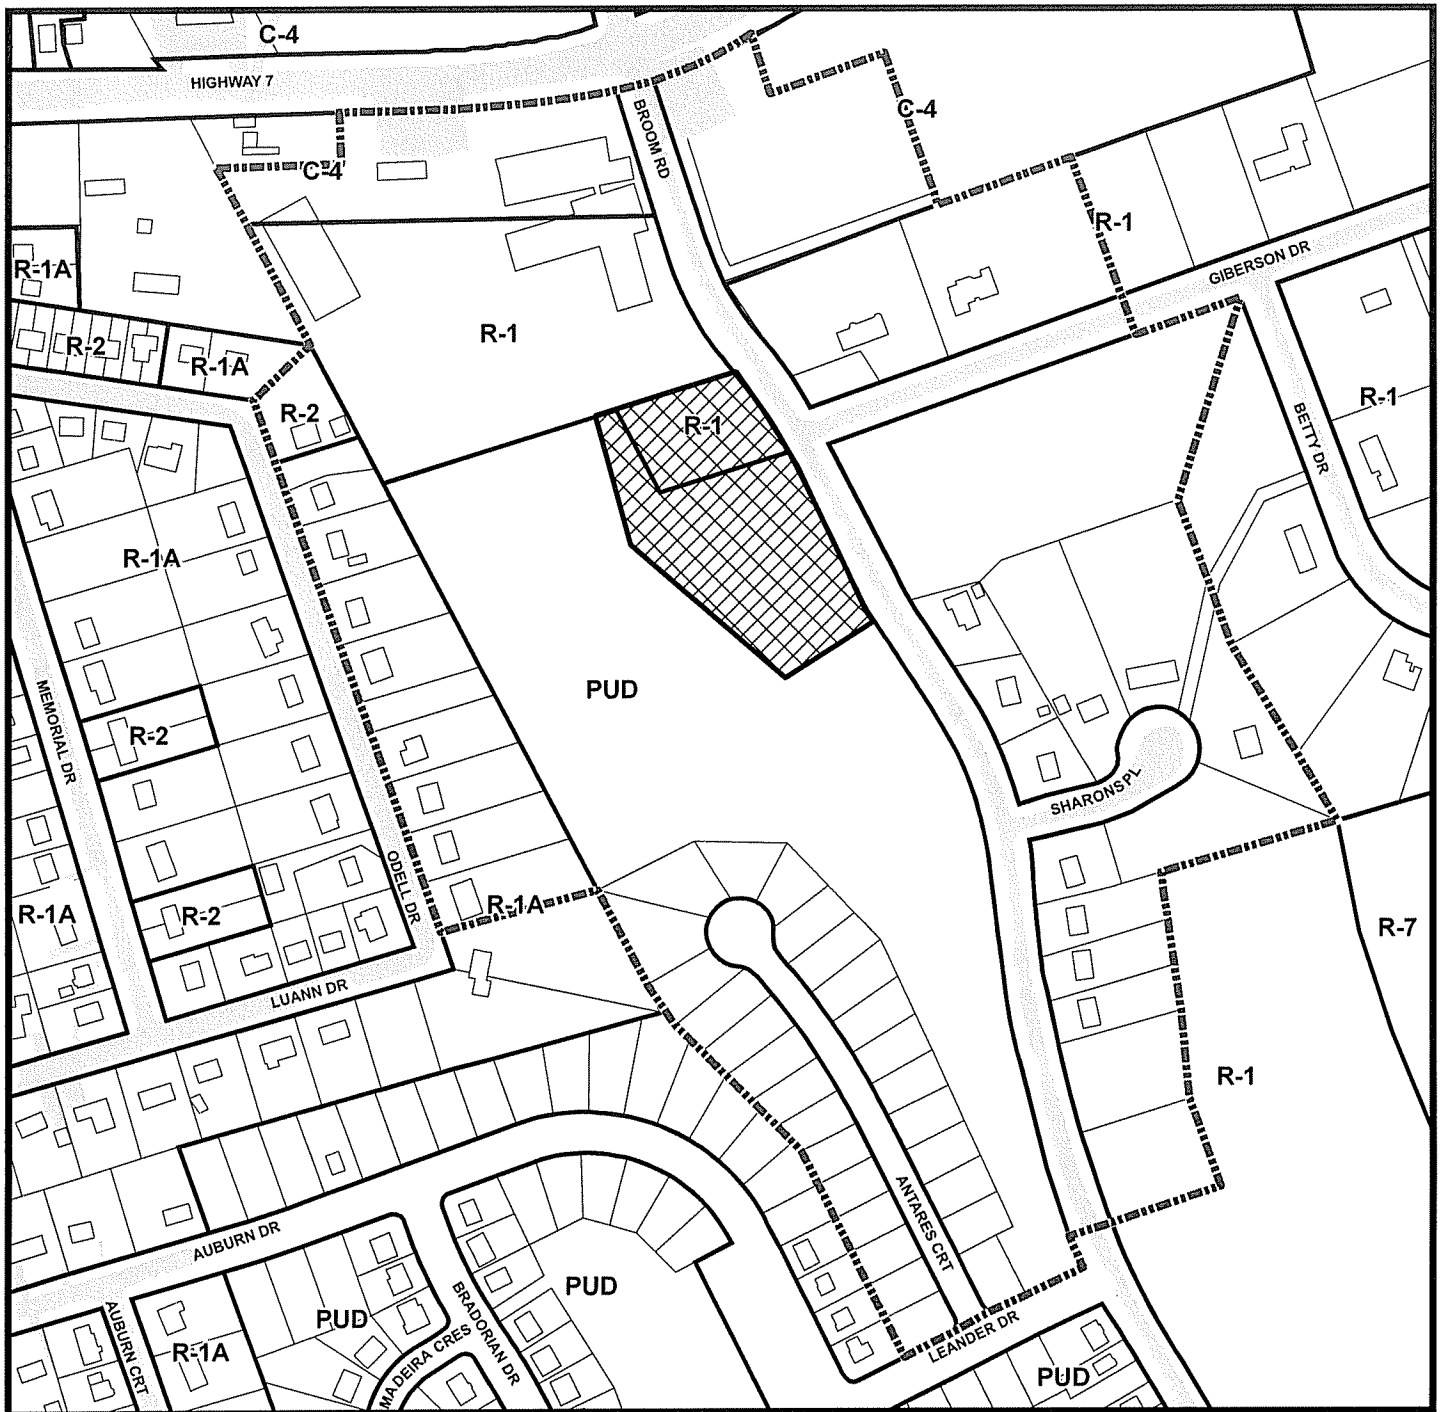 C-4
HIGHWAY 7
BROOM RD
C-4
C-4
R-1
GIBERSON DR
R-1A
R-1
R-2
R-1A
R-2
R-1
BETTY DR
R-1
R-1A
PUD
MEMORIAL DR
R-2
SHARONS PL
ODELL DR
R-1A
R-1A
R-2
R-7
LUANN DR
R-1
ANTARES CRT
AUBURN DR
PUD
BRADORIAN DR
PUD
LEANDER DR
MADEIRA CRES
AUBURN CRT
R-1A
PUD